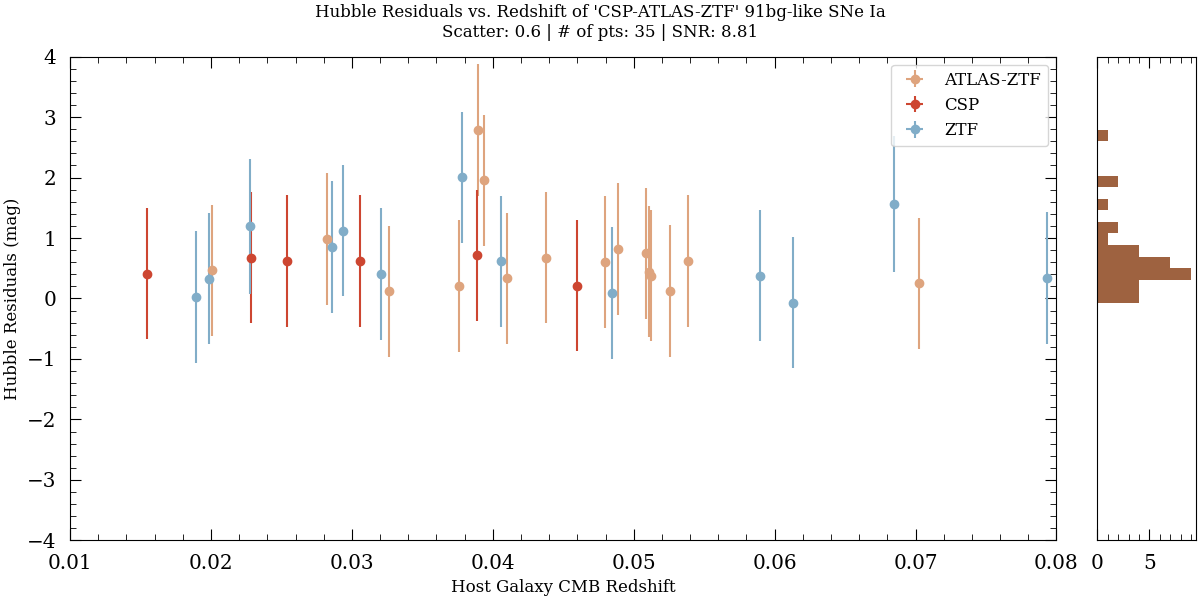 Hubble Residuals vs. Redshift of 'CSP-ATLAS-ZTF' 91bg-like SNe Ia
Scatter: 0.6 | # of pts: 35 | SNR: 8.81
ATLAS-ZTF
CSP
ZTF
Hubble Residuals (mag)
4
3
2
1
0
−1
−2
−3
−4
0.01 0.02 0.03 0.04 0.05 0.06 0.07 0.08
0 5
Host Galaxy CMB Redshift